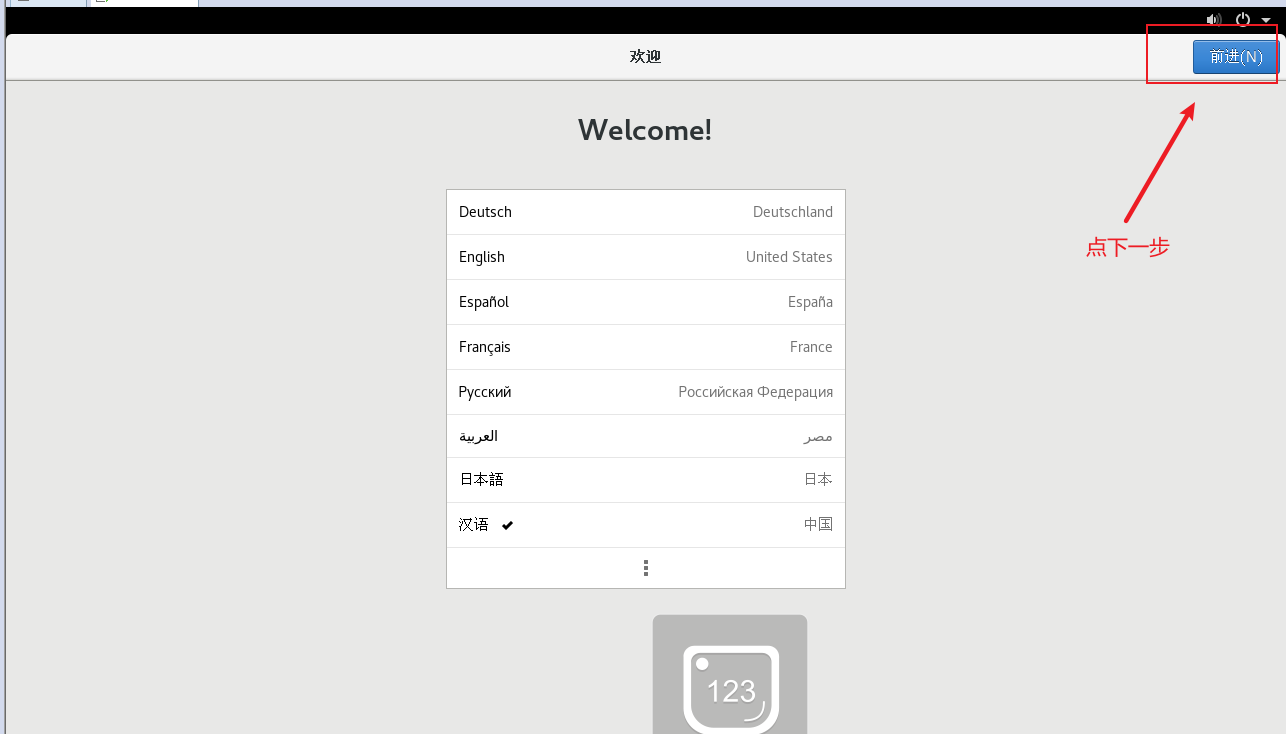 欢迎
前进(N)
Welcome!
Deutsch Deutschland
English United States
点下一步
Español España
Français France
Русский Российская Федерация
العربية مصر
日本語 日本
汉语 中国
123